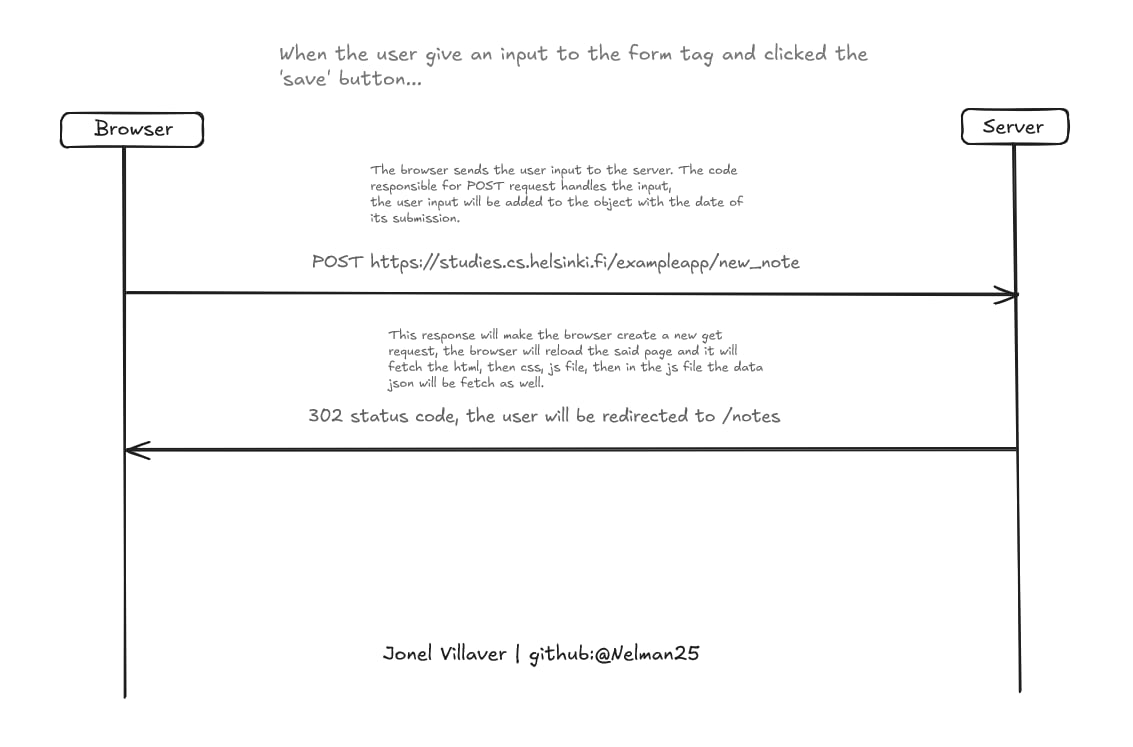 When the user give an input to the form tag and clicked the
'save' button...
Browser
Server
The browser sends the user input to the server. The code
responsible for POST request handles the input,
the user input will be added to the object with the date of
its submission.
POST https://studies.cs.helsinki.fi/exampleapp/new_note
This response will make the browser create a new get
request, the browser will reload the said page and it will
fetch the html, then css, js file, then in the js file the data
json will be fetch as well.
302 status code, the user will be redirected to /notes
Jonel Villaver | github:@Nelman25